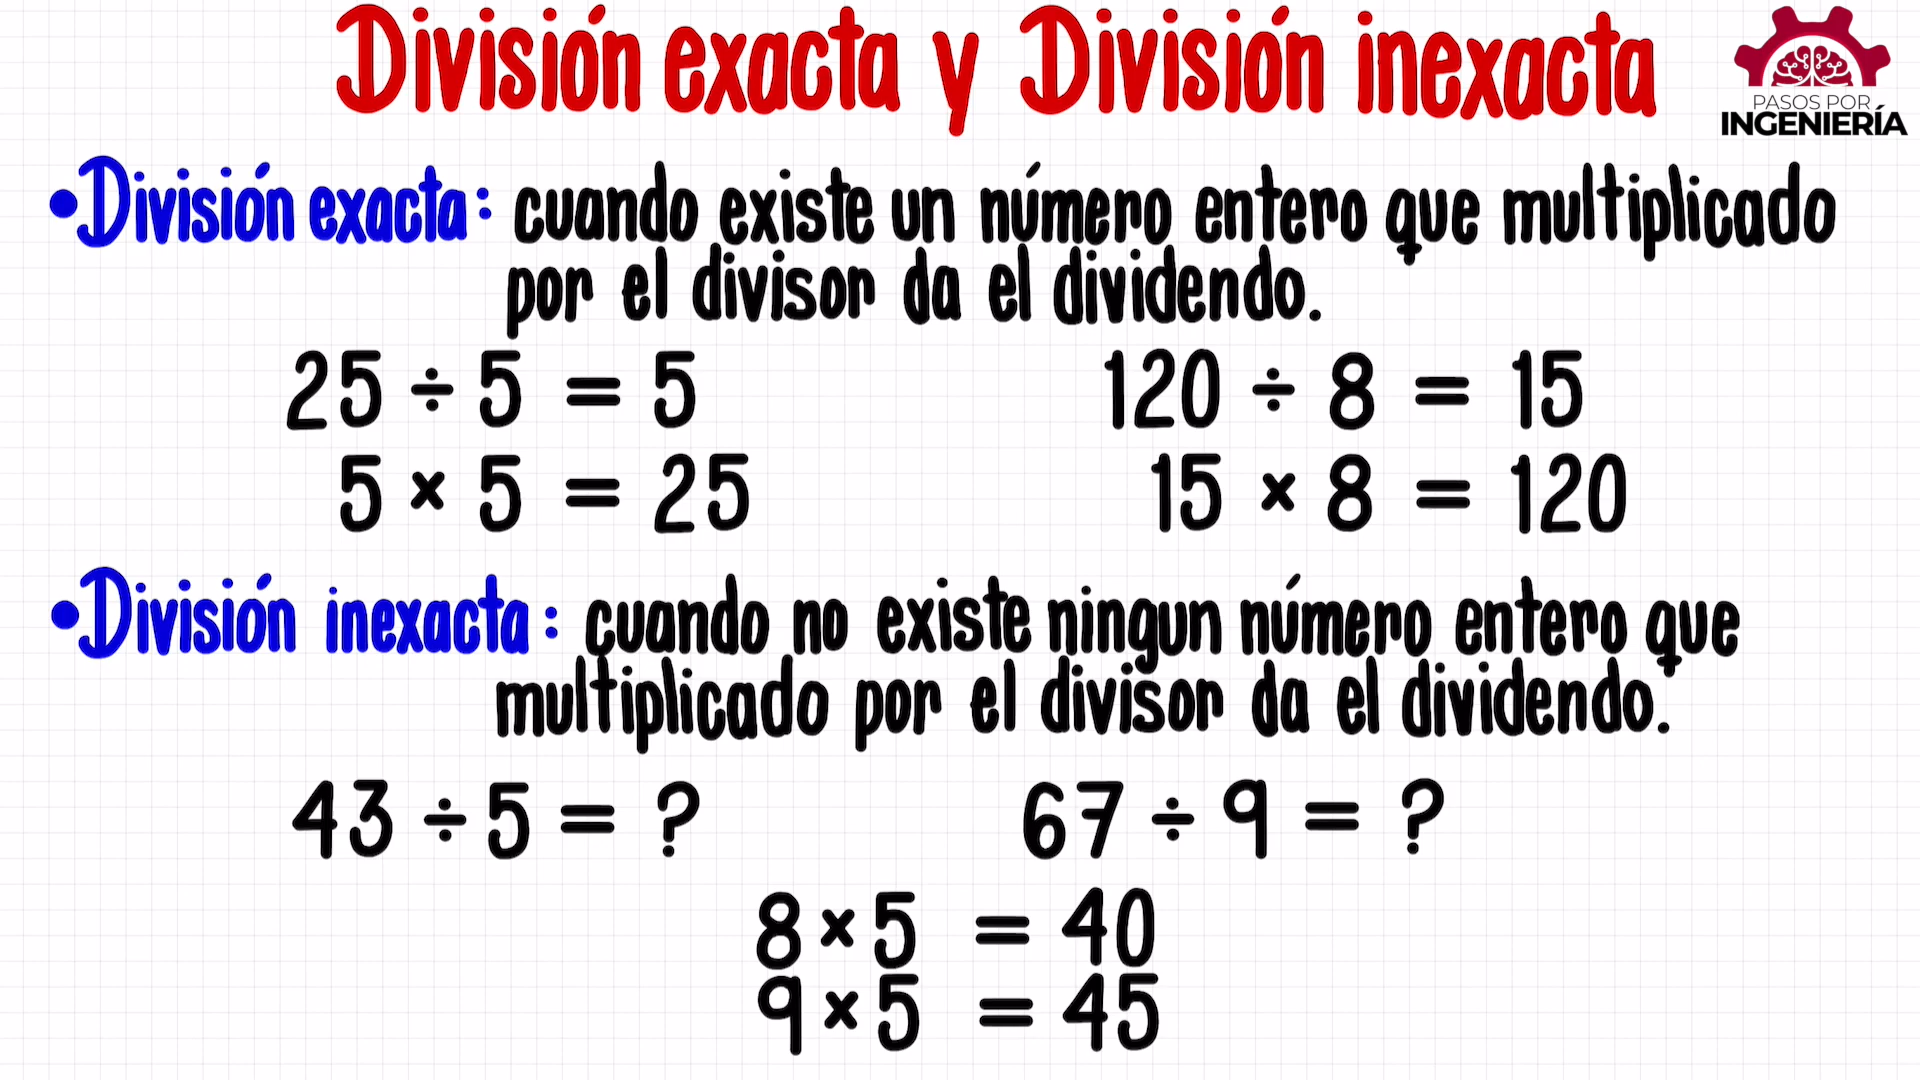 División exacta y División inexacta
PASOS POR
INGENIERÍA
•División exacta: cuando existe un número entero que multiplicado
por el divisor da el dividendo.
25 ÷ 5 = 5
120 ÷ 8 = 15
5 × 5 = 25
15 × 8 = 120
•División inexacta: cuando no existe ningun número entero que
multiplicado por el divisor da el dividendo.
43 ÷ 5 = ?
67 ÷ 9 = ?
8 × 5 = 40
9 × 5 = 45